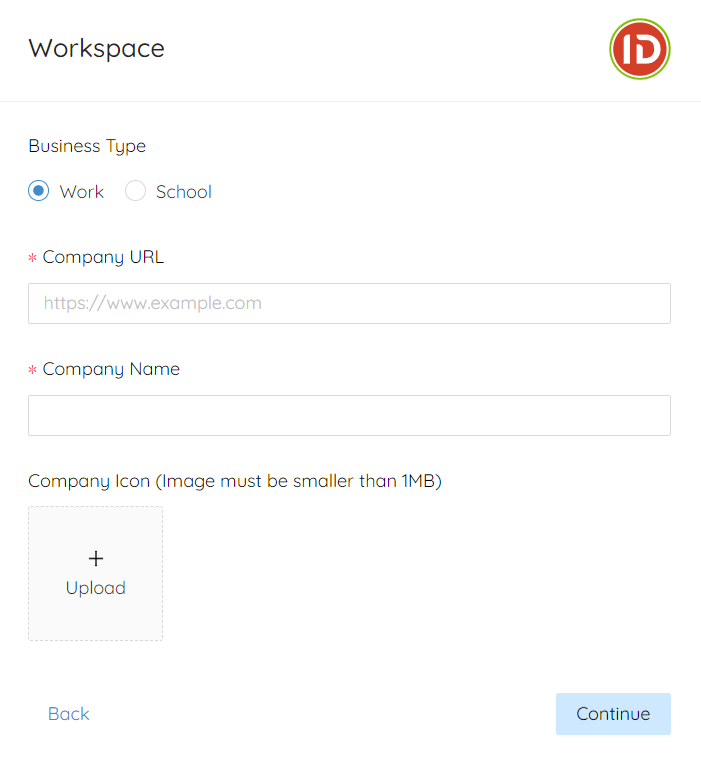 Workspace
ID
Business Type
Work School
* Company URL
https://www.example.com
* Company Name
Company Icon (Image must be smaller than 1MB)
+
Upload
Back Continue